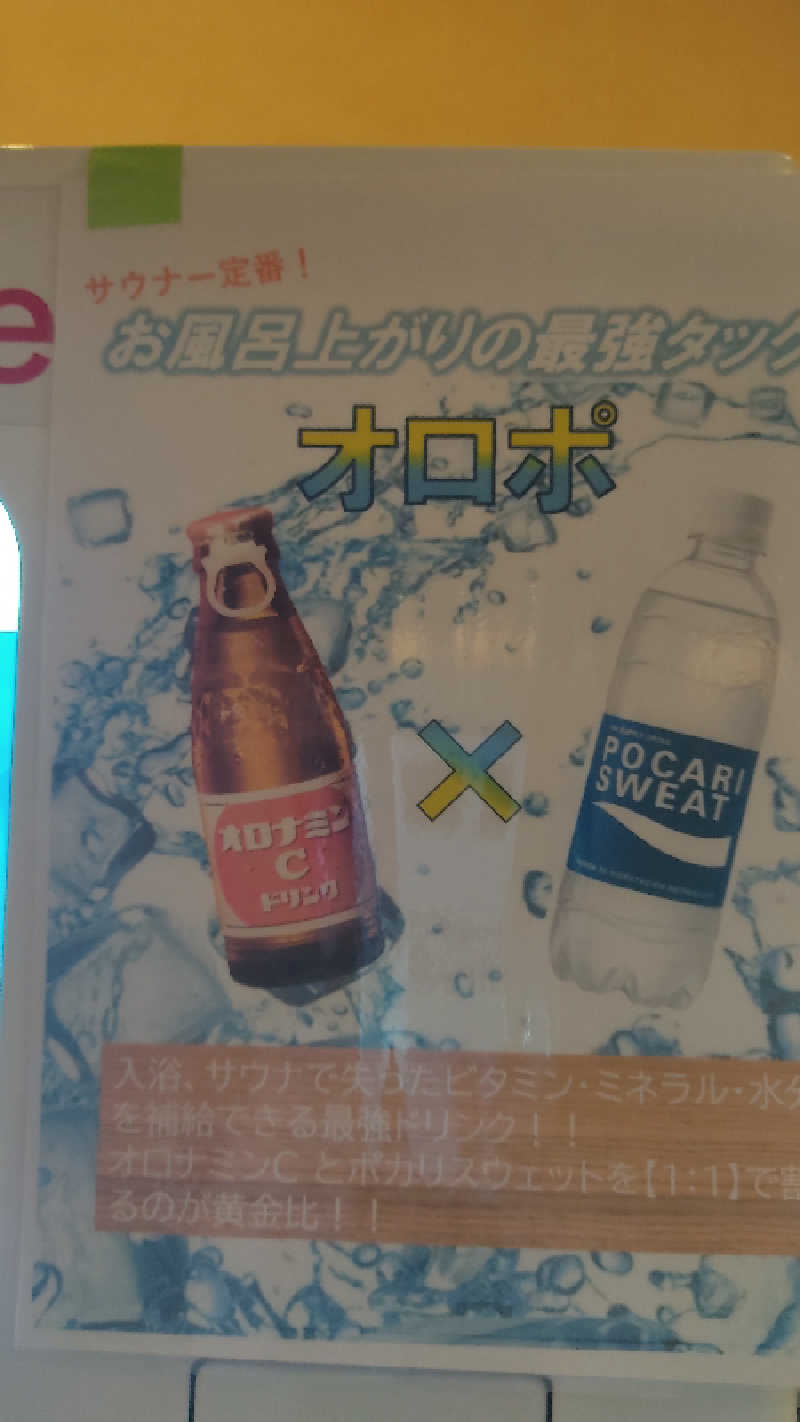 e
サウナー定番！
お風呂上がりの最強タッグ
オロポ
オロナミン
C
ドリンク
×
POCARI
SWEAT
入浴、サウナで失ったビタミン・ミネラル・水分
を補給できる最強ドリンク！！
オロナミンC とポカリスウェットを【1：1】で割
るのが黄金比！！